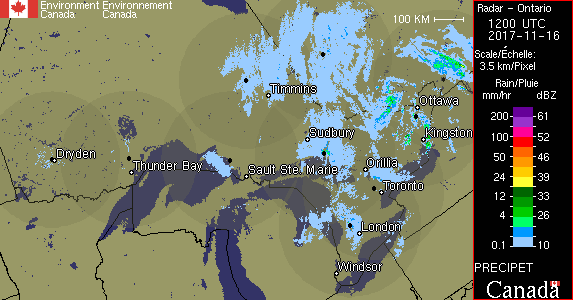 Environment Environnement
Canada Canada
100 KM
Timmins
Ottawa
Sudbury
Kingston
Dryden
Thunder Bay
Sault Ste. Marie
Orillia
Toronto
London
Windsor
Radar - Ontario
1200 UTC
2017-11-16
Scale/Échelle:
3.5 km/Pixel
Rain/Pluie
mm/hr dBZ
200 61
100 52
50 46
24 39
12 33
4 26
0.1 10
PRECIPET
Canada